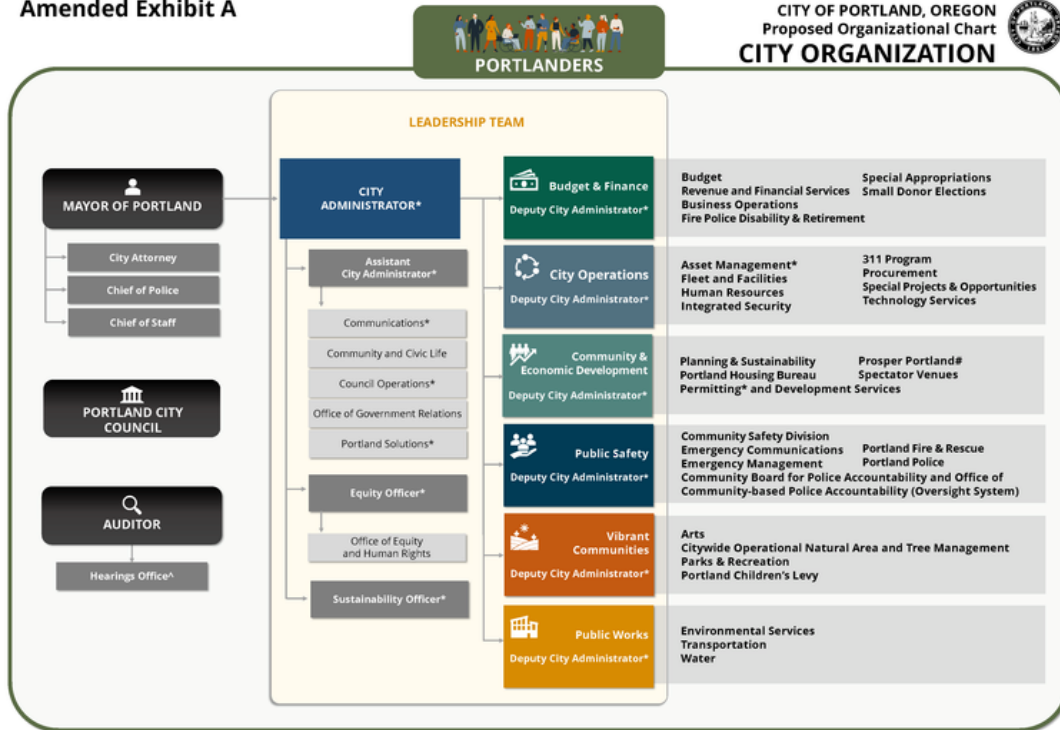 Amended Exhibit A
CITY OF PORTLAND, OREGON
Proposed Organizational Chart
CITY ORGANIZATION
PORTLANDERS
LEADERSHIP TEAM
MAYOR OF PORTLAND
City Attorney
Chief of Police
Chief of Staff
PORTLAND CITY
COUNCIL
AUDITOR
Hearings Office^
CITY
ADMINISTRATOR*
Assistant
City Administrator*
Communications*
Community and Civic Life
Council Operations*
Office of Government Relations
Portland Solutions*
Equity Officer*
Office of Equity
and Human Rights
Sustainability Officer*
Budget & Finance
Deputy City Administrator*
Budget
Revenue and Financial Services
Business Operations
Fire Police Disability & Retirement
Special Appropriations
Small Donor Elections
City Operations
Deputy City Administrator*
Asset Management*
Fleet and Facilities
Human Resources
Integrated Security
311 Program
Procurement
Special Projects & Opportunities
Technology Services
Community &
Economic Development
Deputy City Administrator*
Planning & Sustainability
Portland Housing Bureau
Permitting* and Development Services
Prosper Portland#
Spectator Venues
Public Safety
Deputy City Administrator*
Community Safety Division
Emergency Communications
Emergency Management
Portland Fire & Rescue
Portland Police
Community Board for Police Accountability and Office of
Community-based Police Accountability (Oversight System)
Vibrant
Communities
Deputy City Administrator*
Arts
Citywide Operational Natural Area and Tree Management
Parks & Recreation
Portland Children's Levy
Public Works
Deputy City Administrator*
Environmental Services
Transportation
Water